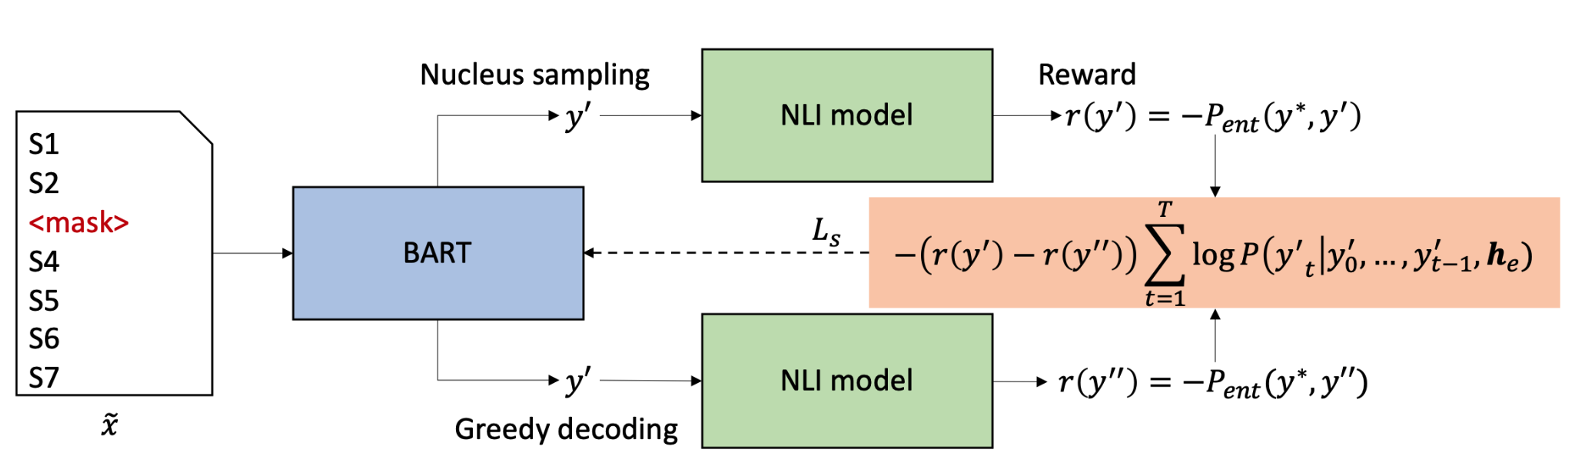 S1
S2
<mask>
S4
S5
S6
S7
x̃
BART
Nucleus sampling
y′
NLI model
Reward
r(y′) = −P_ent(y*, y′)
L_s
−(r(y′) − r(y′′)) ∑_{t=1}^{T} log P(y′_t|y′_0, …, y′_{t−1}, h_e)
y′
Greedy decoding
NLI model
r(y′′) = −P_ent(y*, y′′)